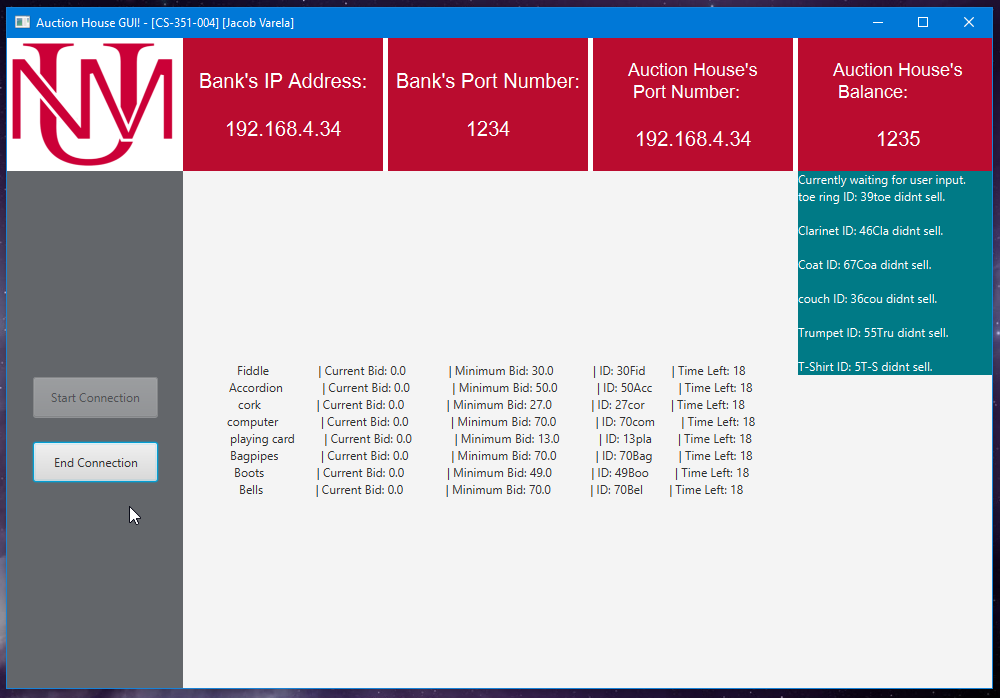 Auction House GUI! - [CS-351-004] [Jacob Varela]
UNM
Bank's IP Address:
192.168.4.34
Bank's Port Number:
1234
Auction House's
Port Number:
192.168.4.34
Auction House's
Balance:
1235
Currently waiting for user input.
toe ring ID: 39toe didnt sell.
Clarinet ID: 46Cla didnt sell.
Coat ID: 67Coa didnt sell.
couch ID: 36cou didnt sell.
Trumpet ID: 55Tru didnt sell.
T-Shirt ID: 5T-S didnt sell.
Start Connection
End Connection
Fiddle | Current Bid: 0.0 | Minimum Bid: 30.0 | ID: 30Fid | Time Left: 18
Accordion | Current Bid: 0.0 | Minimum Bid: 50.0 | ID: 50Acc | Time Left: 18
cork | Current Bid: 0.0 | Minimum Bid: 27.0 | ID: 27cor | Time Left: 18
computer | Current Bid: 0.0 | Minimum Bid: 70.0 | ID: 70com | Time Left: 18
playing card | Current Bid: 0.0 | Minimum Bid: 13.0 | ID: 13pla | Time Left: 18
Bagpipes | Current Bid: 0.0 | Minimum Bid: 70.0 | ID: 70Bag | Time Left: 18
Boots | Current Bid: 0.0 | Minimum Bid: 49.0 | ID: 49Boo | Time Left: 18
Bells | Current Bid: 0.0 | Minimum Bid: 70.0 | ID: 70Bel | Time Left: 18